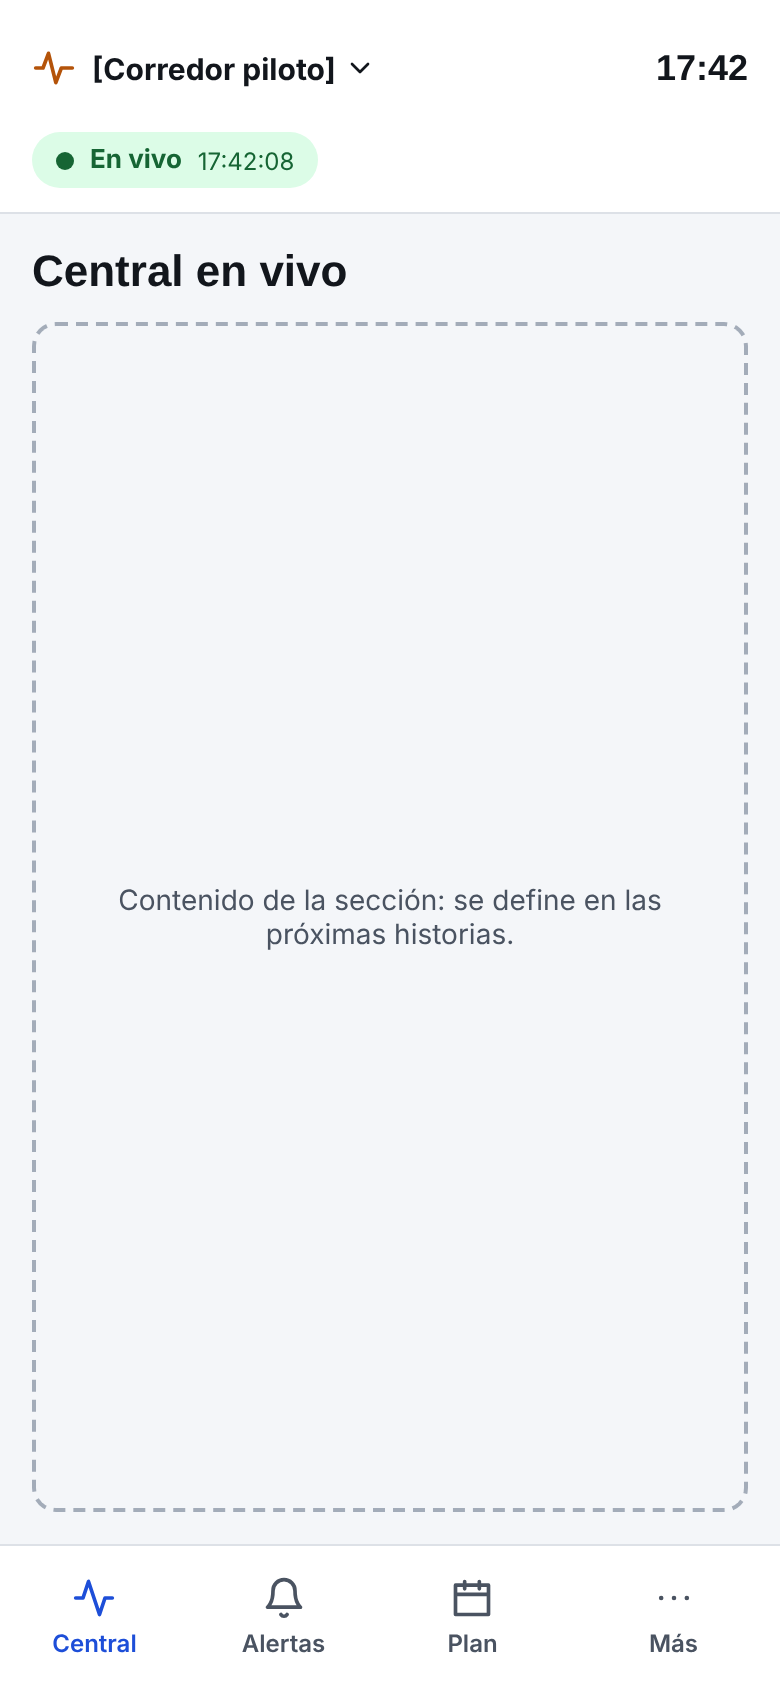 [Corredor piloto]
17:42
En vivo 17:42:08
Central en vivo
Contenido de la sección: se define en las
próximas historias.
Central
Alertas
Plan
Más